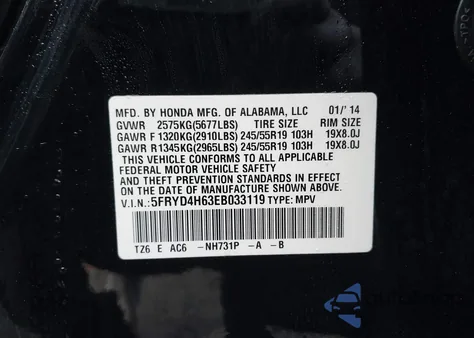 MFD. BY HONDA MFG. OF ALABAMA, LLC 01/'14
GVWR 2575KG(5677LBS) TIRE SIZE RIM SIZE
GAWR F 1320KG(2910LBS) 245/55R19 103H 19X8.0J
GAWR R 1345KG(2965LBS) 245/55R19 103H 19X8.0J
THIS VEHICLE CONFORMS TO ALL APPLICABLE
FEDERAL MOTOR VEHICLE SAFETY
AND THEFT PREVENTION STANDARDS IN EFFECT
ON THE DATE OF MANUFACTURE SHOWN ABOVE.
V.I.N.:5FRYD4H63EB033119 TYPE: MPV
TZ6 E AC6 -NH731P -A -B